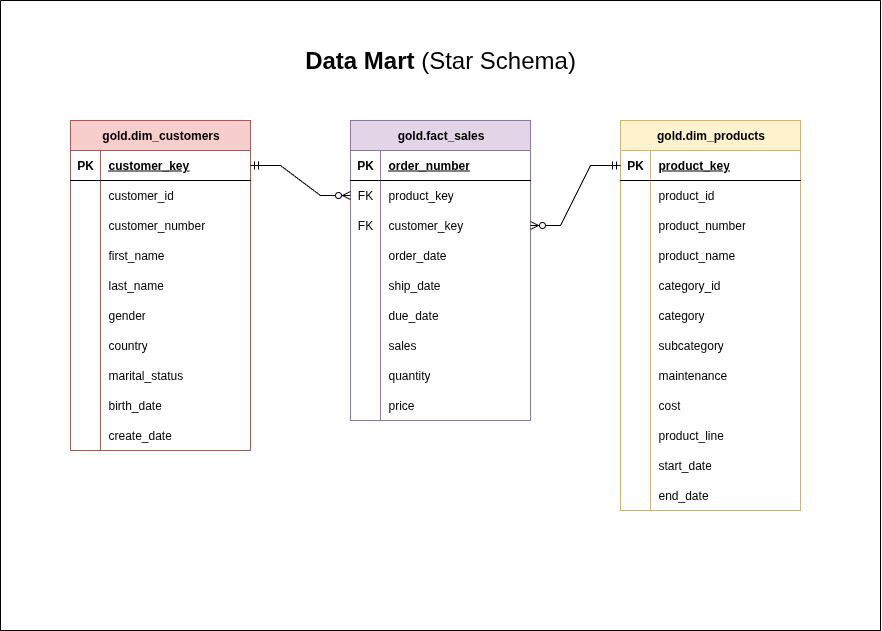 Data Mart (Star Schema)
gold.dim_customers
PK customer_key
customer_id
customer_number
first_name
last_name
gender
country
marital_status
birth_date
create_date
gold.fact_sales
PK order_number
FK product_key
FK customer_key
order_date
ship_date
due_date
sales
quantity
price
gold.dim_products
PK product_key
product_id
product_number
product_name
category_id
category
subcategory
maintenance
cost
product_line
start_date
end_date